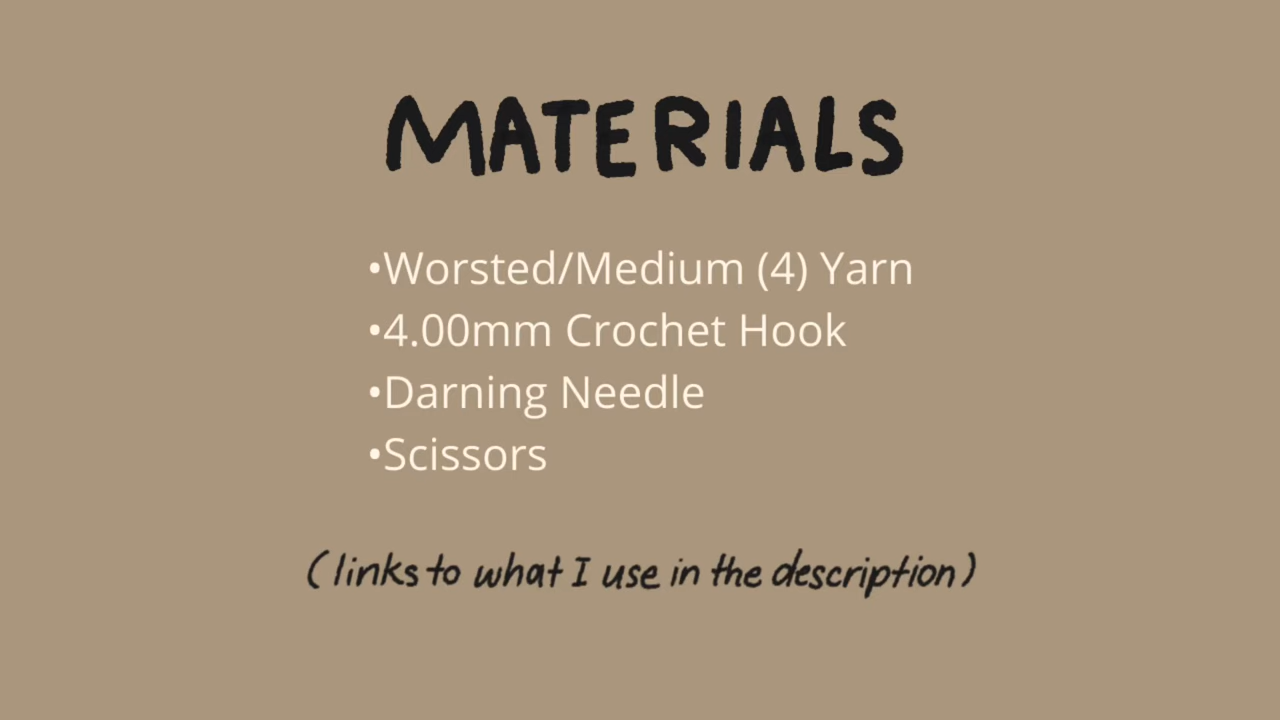 MATERIALS
•Worsted/Medium (4) Yarn
•4.00mm Crochet Hook
•Darning Needle
•Scissors
(links to what I use in the description)